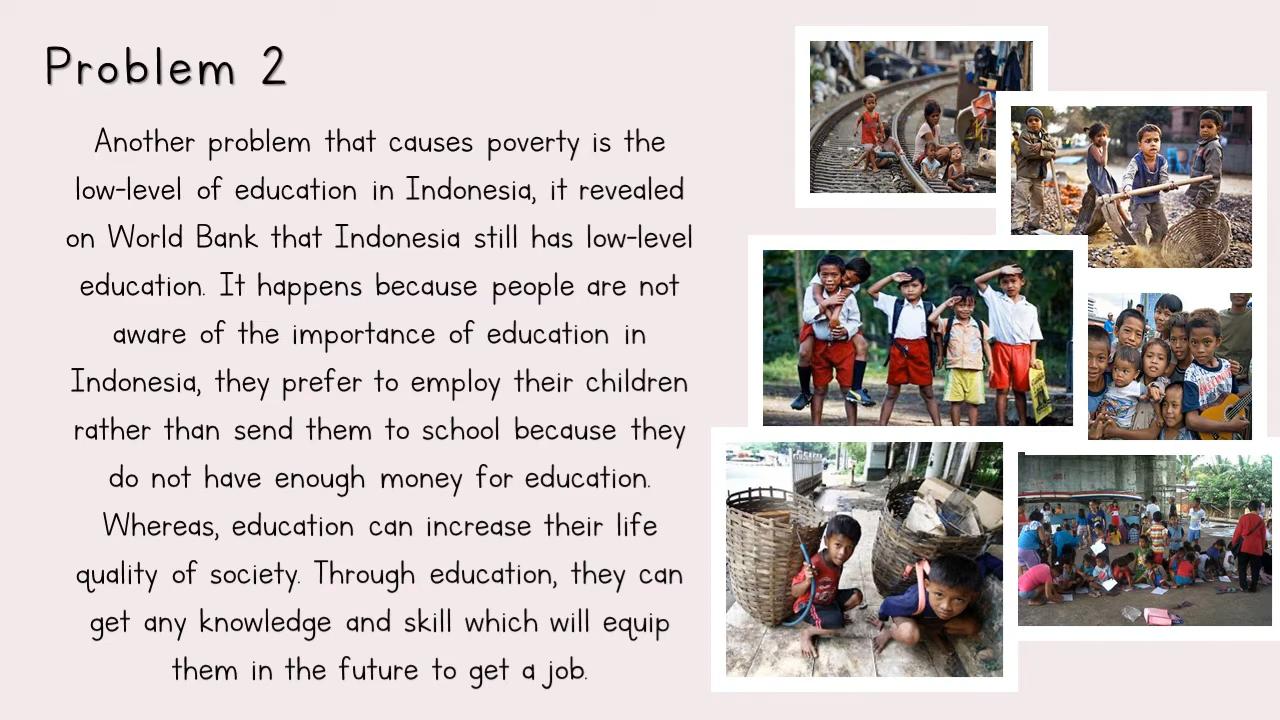 Problem 2
Another problem that causes poverty is the
low-level of education in Indonesia, it revealed
on World Bank that Indonesia still has low-level
education. It happens because people are not
aware of the importance of education in
Indonesia, they prefer to employ their children
rather than send them to school because they
do not have enough money for education.
Whereas, education can increase their life
quality of society. Through education, they can
get any knowledge and skill which will equip
them in the future to get a job.